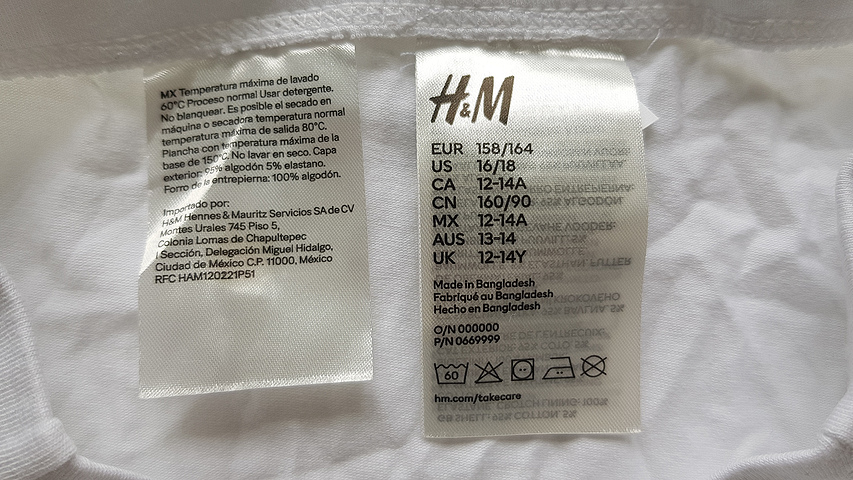 MX Temperatura máxima de lavado
60°C Proceso normal Usar detergente.
No blanquear. Es posible el secado en
máquina o secadora temperatura normal
temperatura máxima de salida 80°C.
Plancha con temperatura máxima de la
base de 150°C. No lavar en seco. Capa
exterior: 95% algodón 5% elastano.
Forro de la entrepierna: 100% algodón.
Importado por:
H&M Hennes & Mauritz Servicios SA de CV
Montes Urales 745 Piso 5,
Colonia Lomas de Chapultepec
I Sección, Delegación Miguel Hidalgo,
Ciudad de México C.P. 11000, México
RFC HAM120221P51
H&M
EUR 158/164
US 16/18
CA 12-14A
CN 160/90
MX 12-14A
AUS 13-14
UK 12-14Y
Made in Bangladesh
Fabriqué au Bangladesh
Hecho en Bangladesh
O/N 000000
P/N 0669999
60
hm.com/takecare